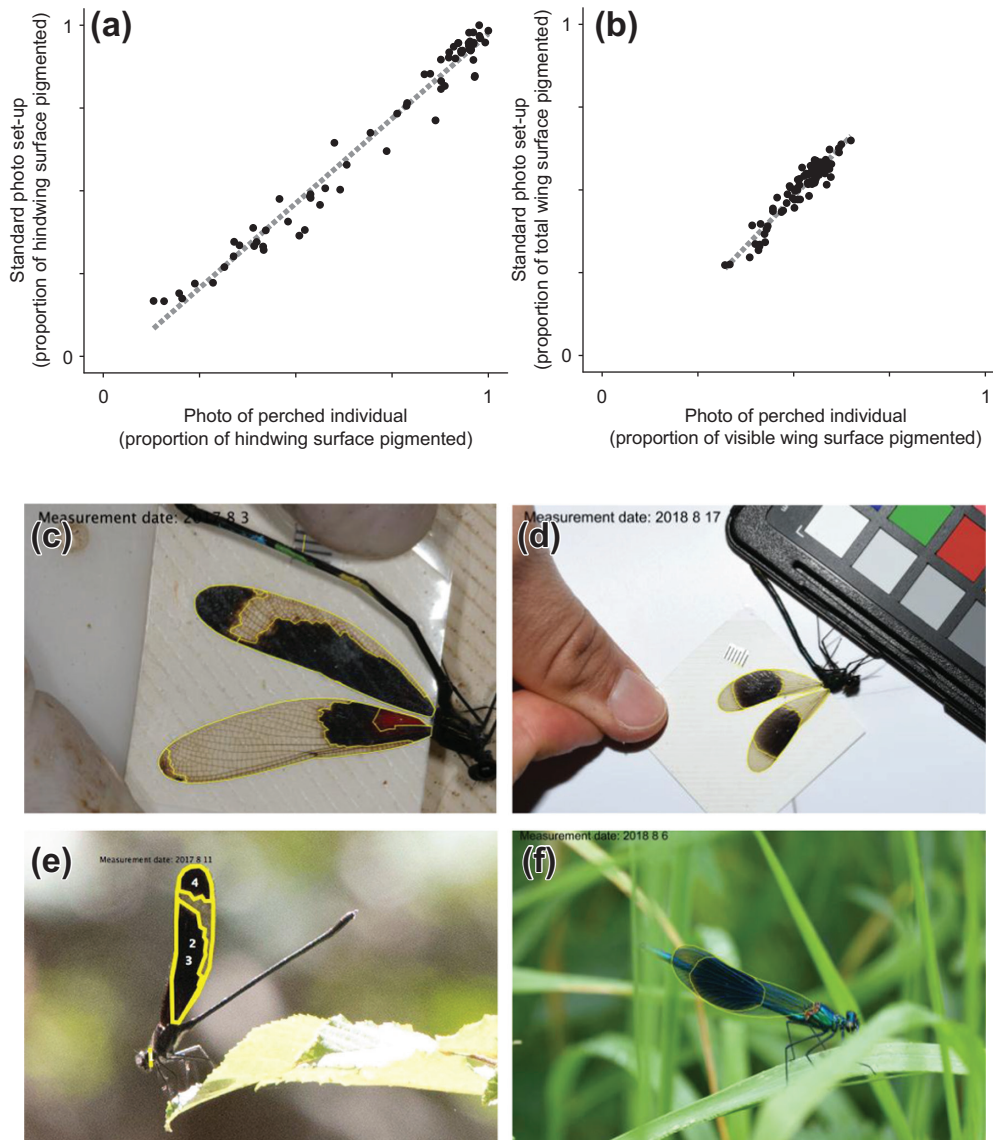 (a)
1
0
Standard photo set-up
(proportion of hindwing surface pigmented)
0
1
Photo of perched individual
(proportion of hindwing surface pigmented)
(b)
1
0
Standard photo set-up
(proportion of total wing surface pigmented)
0
1
Photo of perched individual
(proportion of visible wing surface pigmented)
(c)
Measurement date: 2017 8 3
(d)
Measurement date: 2018 8 17
(e)
Measurement date: 2017 8 11
4
2
3
(f)
Measurement date: 2018 8 6